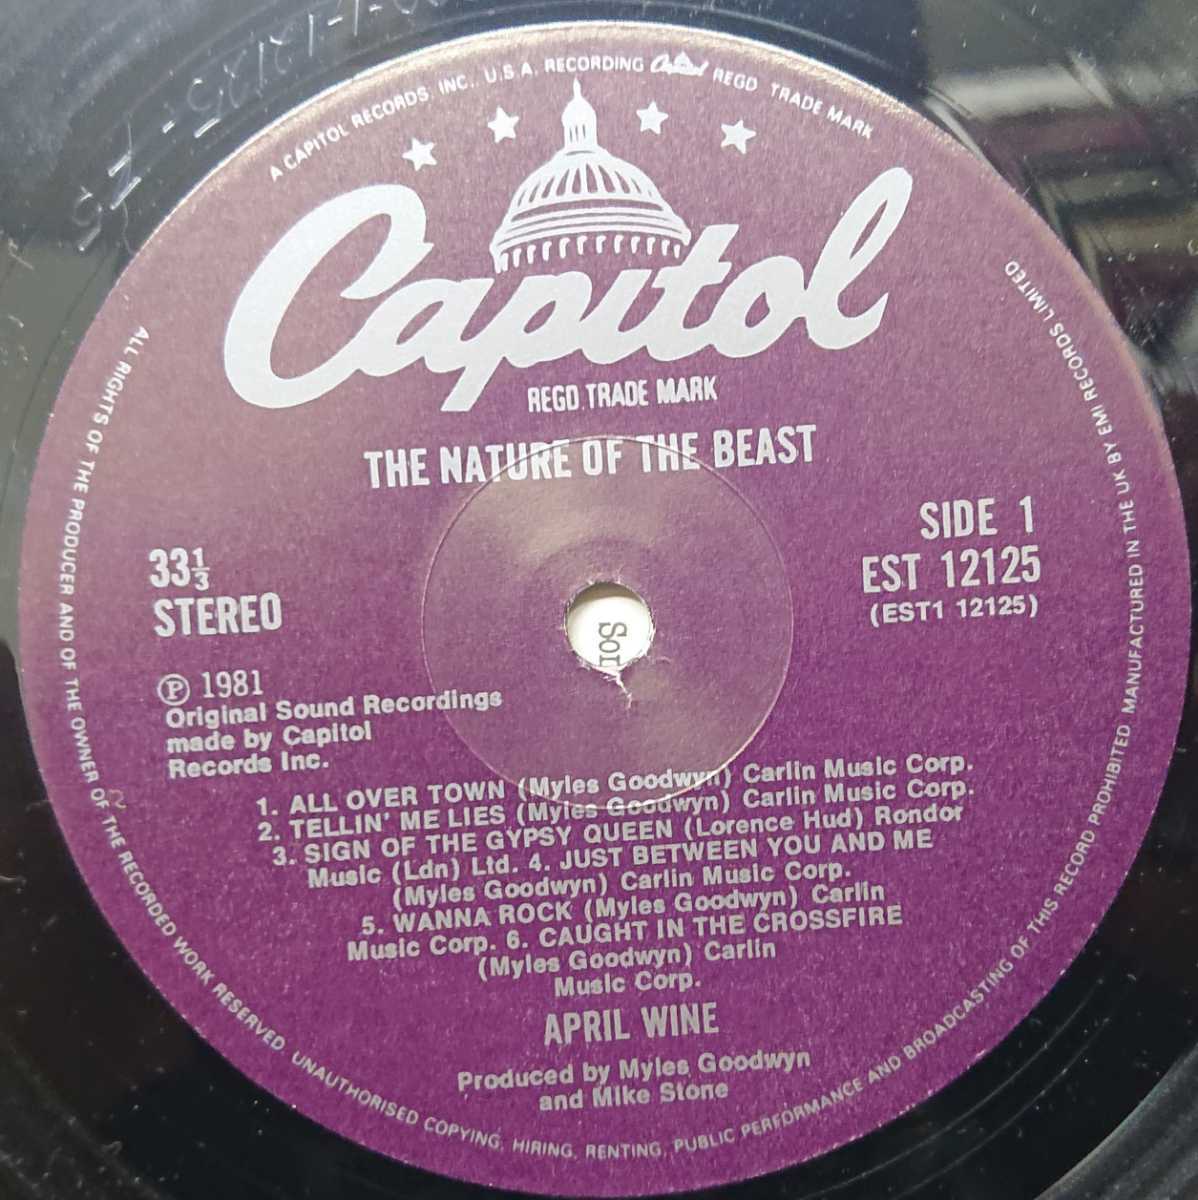 A CAPITOL RECORDS, INC., U.S.A. RECORDING Capitol REGD TRADE MARK
Capitol
REGD. TRADE MARK
THE NATURE OF THE BEAST
SIDE 1
EST 12125
(EST1 12125)
33⅓
STEREO
Ⓟ 1981
Original Sound Recordings
made by Capitol
Records Inc.
1. ALL OVER TOWN (Myles Goodwyn) Carlin Music Corp.
2. TELLIN' ME LIES (Myles Goodwyn) Carlin Music Corp.
3. SIGN OF THE GYPSY QUEEN (Lorence Hud) Rondor
Music (Ldn) Ltd. 4. JUST BETWEEN YOU AND ME
(Myles Goodwyn) Carlin Music Corp.
5. WANNA ROCK (Myles Goodwyn) Carlin
Music Corp. 6. CAUGHT IN THE CROSSFIRE
(Myles Goodwyn) Carlin
Music Corp.
APRIL WINE
Produced by Myles Goodwyn
and Mike Stone
ALL RIGHTS OF THE PRODUCER AND OF THE OWNER OF THE RECORDED WORK RESERVED. UNAUTHORISED COPYING, HIRING, RENTING, PUBLIC PERFORMANCE AND BROADCASTING OF THIS RECORD PROHIBITED. MANUFACTURED IN THE UK BY EMI RECORDS LIMITED